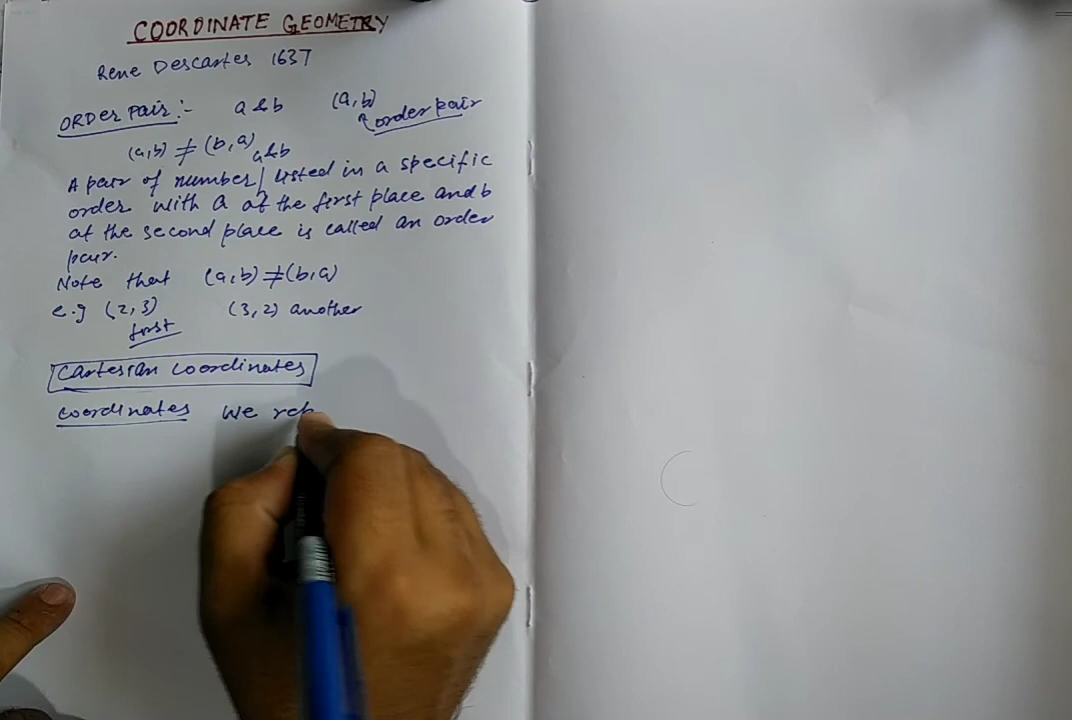 COORDINATE GEOMETRY
Rene Descartes 1637
ORDER PAIR :- a & b (a,b)
order pair
(a,b) ≠ (b,a)
a & b
A pair of number listed in a specific
order with a at the first place and b
at the second place is called an order
pair.
Note that (a,b) ≠ (b,a)
e.g (2,3) (3,2) another
first
Cartesian coordinates
coordinates We rep